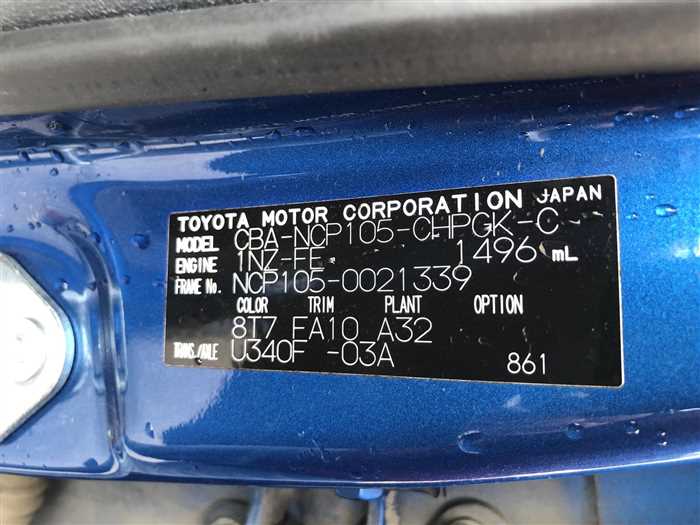 TOYOTA MOTOR CORPORATION JAPAN
MODEL CBA-NCP105-CHPGK-C
ENGINE 1NZ-FE 1496 mL
FRAME No. NCP105-0021339
COLOR TRIM PLANT OPTION
8T7 FA10 A32
TRANS./AXLE U340F -03A 861